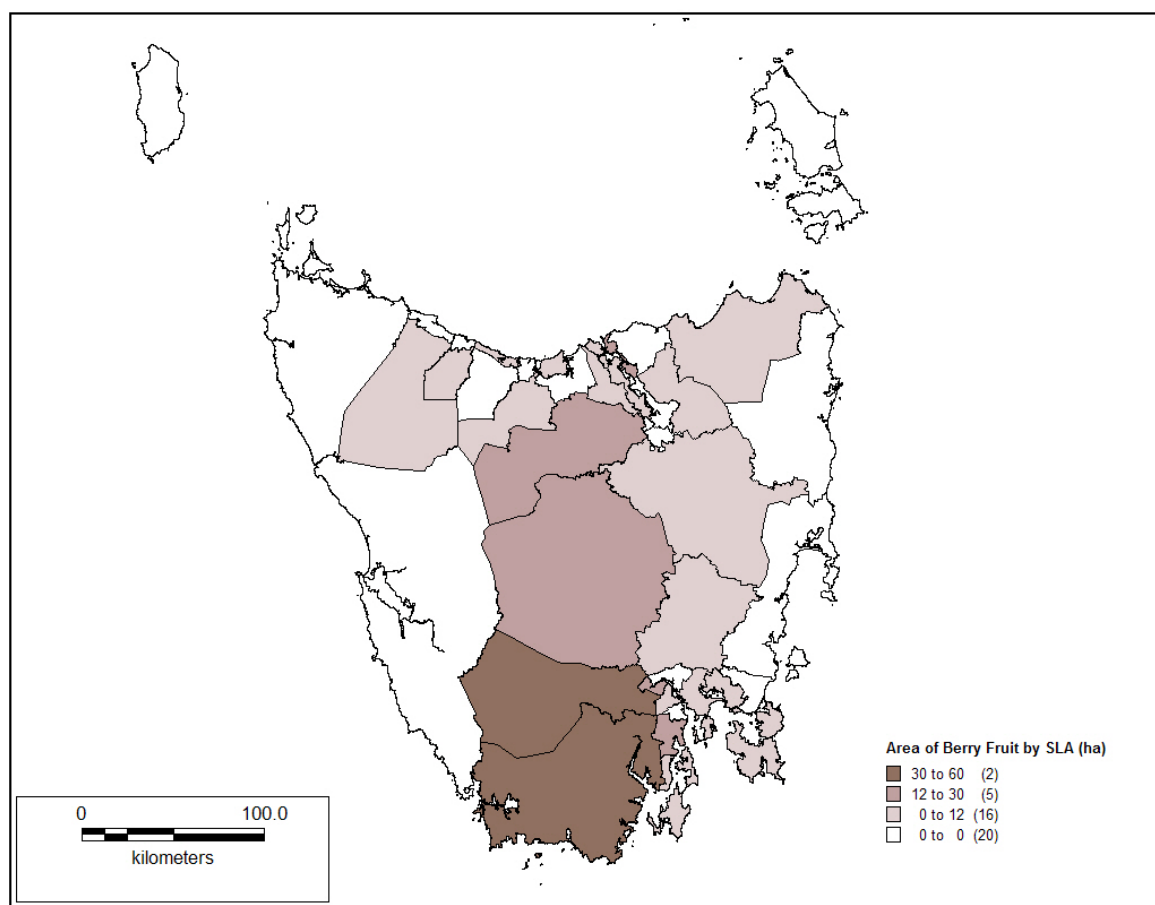 Area of Berry Fruit by SLA (ha)
30 to 60 (2)
12 to 30 (5)
0 to 12 (16)
0 to 0 (20)
0 100.0
kilometers